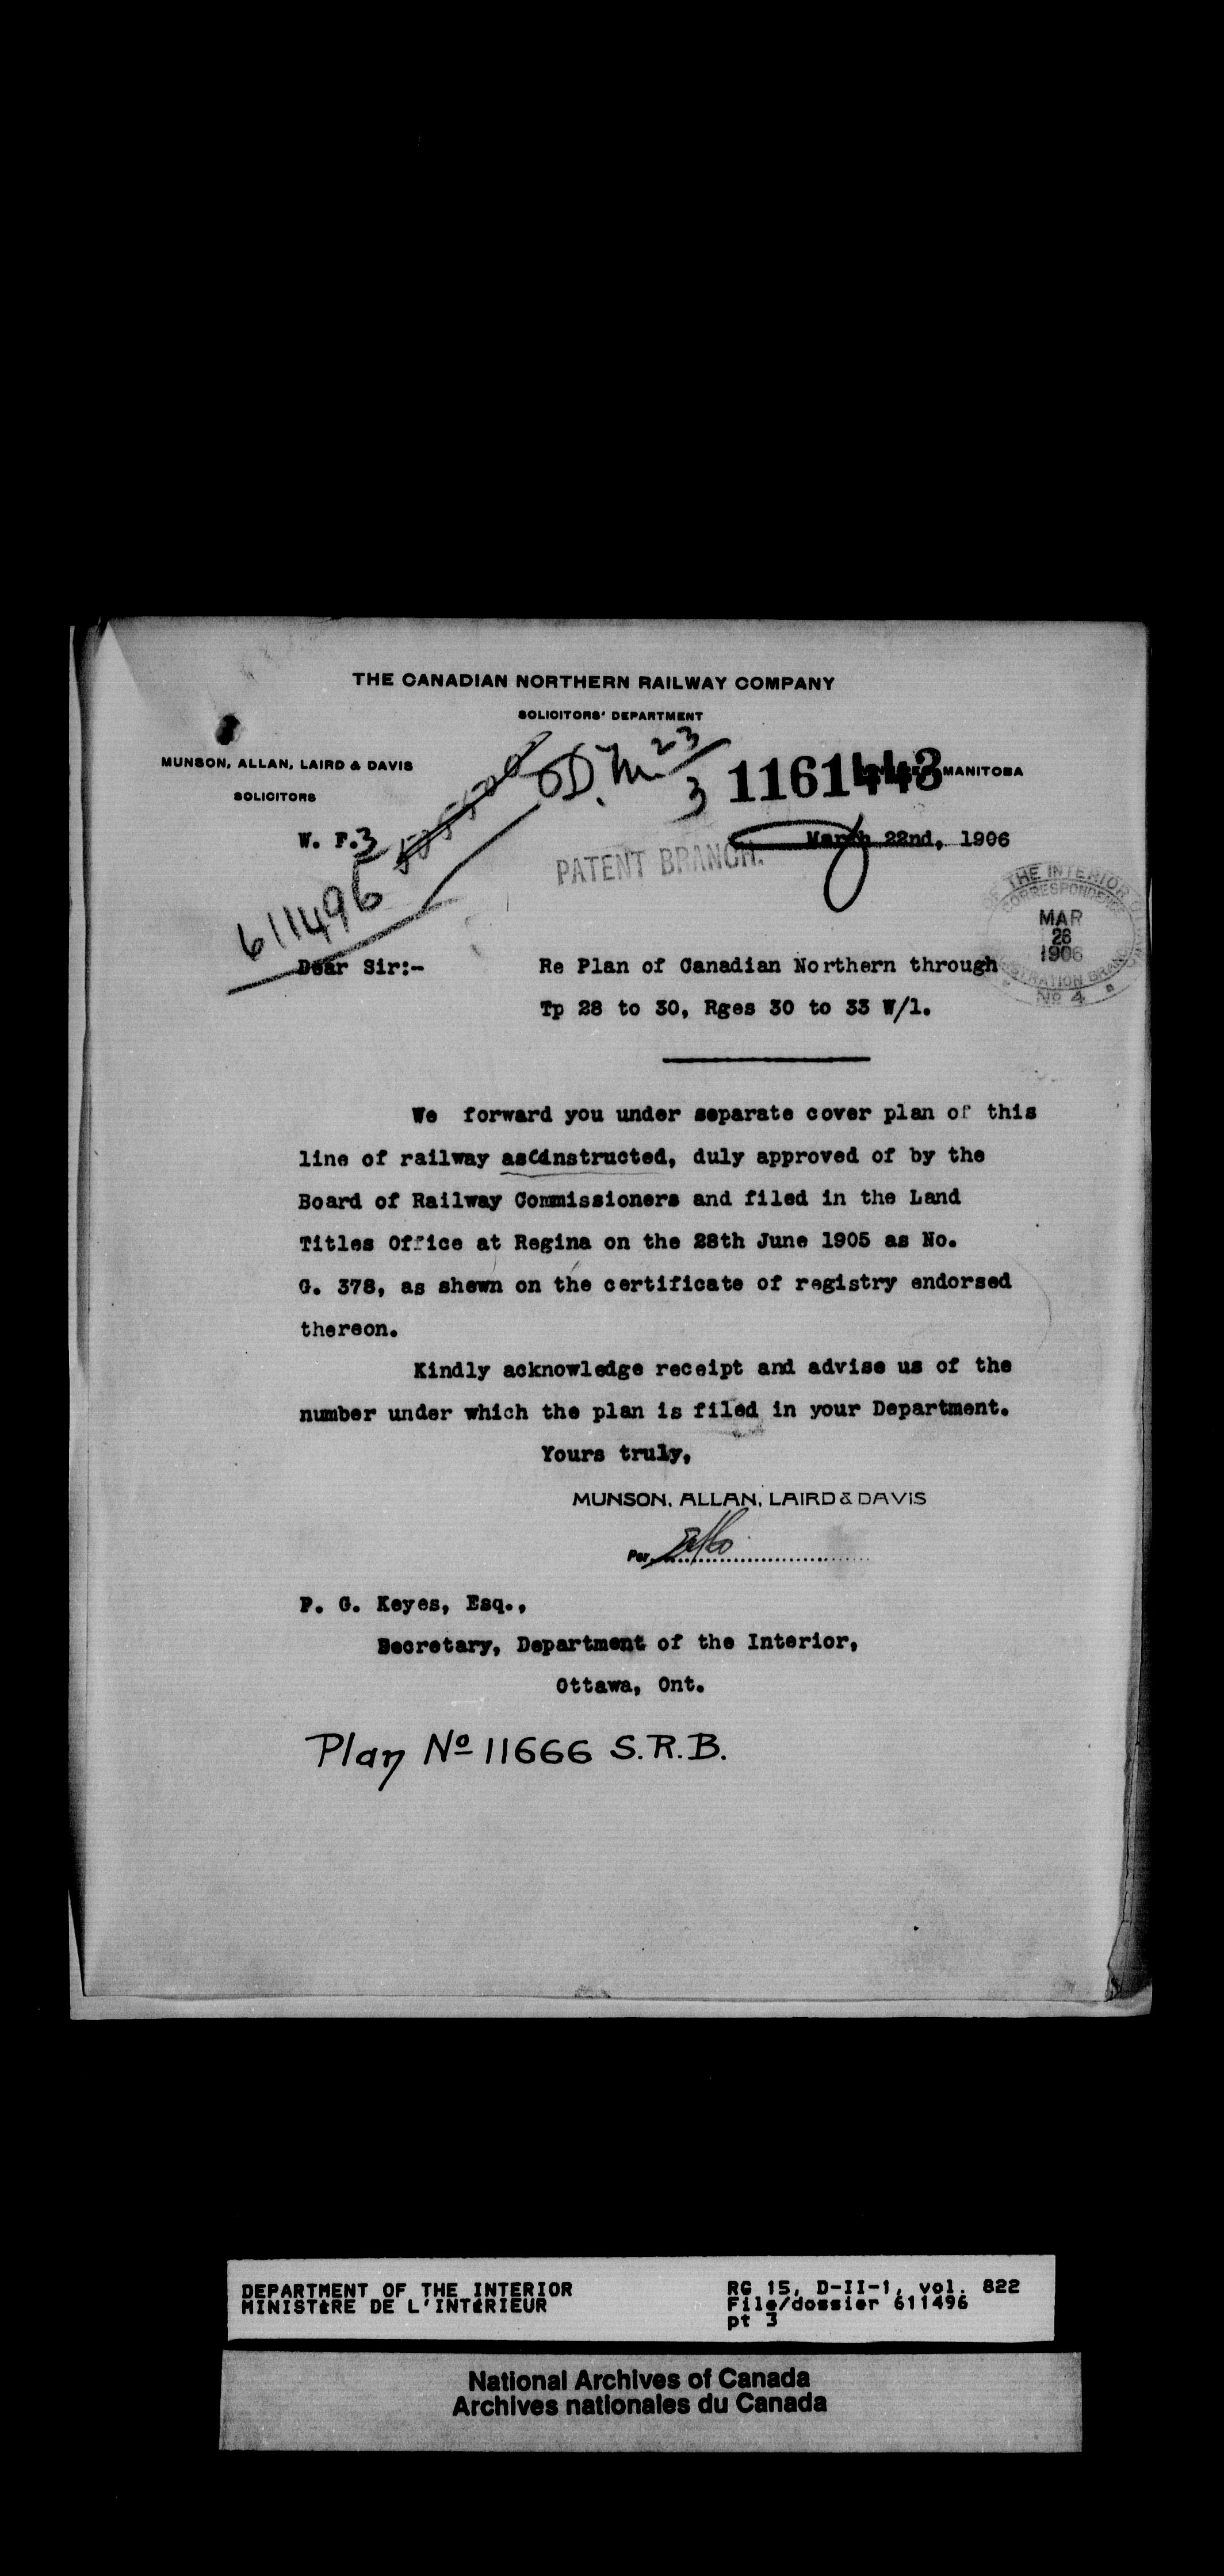 THE CANADIAN NORTHERN RAILWAY COMPANY
SOLICITORS' DEPARTMENT
MUNSON, ALLAN, LAIRD & DAVIS
SOLICITORS
D.M. 23/3
1161443
MANITOBA
W. F.3
March 22nd, 1906
PATENT BRANCH.
611496
OF THE INTERIOR
CORRESPONDENCE
MAR
26
1906
No 4
Dear Sir:-
Re Plan of Canadian Northern through
Tp 28 to 30, Rges 30 to 33 W/1.
We forward you under separate cover plan of this
line of railway asConstructed, duly approved of by the
Board of Railway Commissioners and filed in the Land
Titles Office at Regina on the 28th June 1905 as No.
G. 378, as shewn on the certificate of registry endorsed
thereon.
Kindly acknowledge receipt and advise us of the
number under which the plan is filed in your Department.
Yours truly,
MUNSON, ALLAN, LAIRD & DAVIS
Per
P. G. Keyes, Esq.,
Secretary, Department of the Interior,
Ottawa, Ont.
Plan No 11666 S.R.B.
DEPARTMENT OF THE INTERIOR
MINISTÈRE DE L'INTÉRIEUR
RG 15, D-II-1, vol. 822
File/dossier 611496
pt 3
National Archives of Canada
Archives nationales du Canada